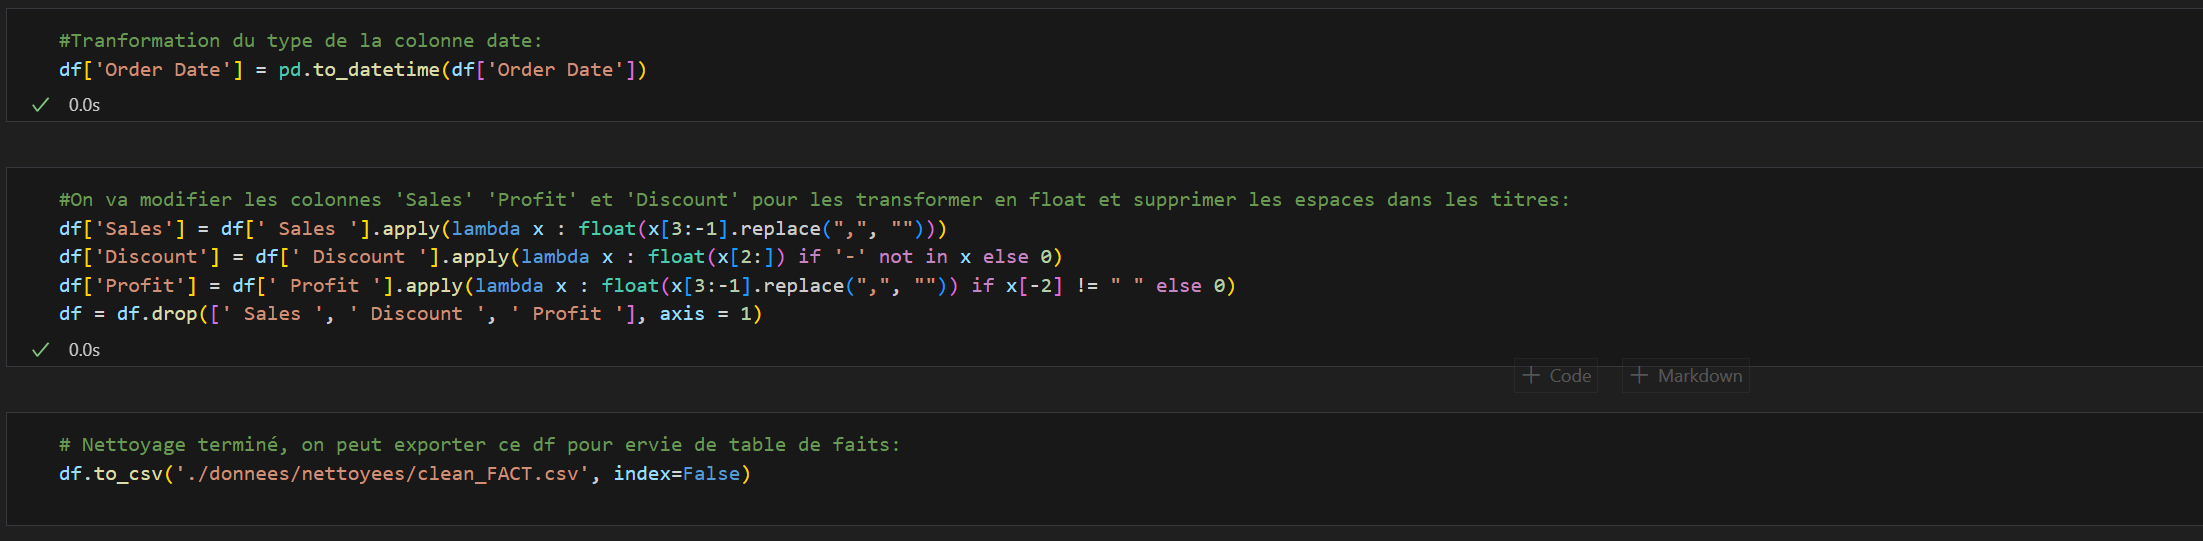 #Tranformation du type de la colonne date:
df['Order Date'] = pd.to_datetime(df['Order Date'])
0.0s
#On va modifier les colonnes 'Sales' 'Profit' et 'Discount' pour les transformer en float et supprimer les espaces dans les titres:
df['Sales'] = df[' Sales '].apply(lambda x : float(x[3:-1].replace(",", "")))
df['Discount'] = df[' Discount '].apply(lambda x : float(x[2:]) if '-' not in x else 0)
df['Profit'] = df[' Profit '].apply(lambda x : float(x[3:-1].replace(",", "")) if x[-2] != " " else 0)
df = df.drop([' Sales ', ' Discount ', ' Profit '], axis = 1)
0.0s
+ Code + Markdown
# Nettoyage terminé, on peut exporter ce df pour ervie de table de faits:
df.to_csv('./donnees/nettoyees/clean_FACT.csv', index=False)